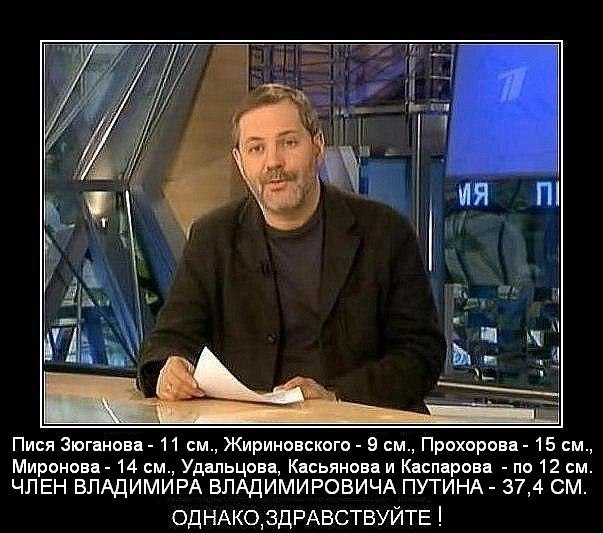 МЯ П
Пися Зюганова - 11 см., Жириновского - 9 см., Прохорова - 15 см.,
Миронова - 14 см., Удальцова, Касьянова и Каспарова - по 12 см.
ЧЛЕН ВЛАДИМИРА ВЛАДИМИРОВИЧА ПУТИНА - 37,4 СМ.
ОДНАКО,ЗДРАВСТВУЙТЕ !